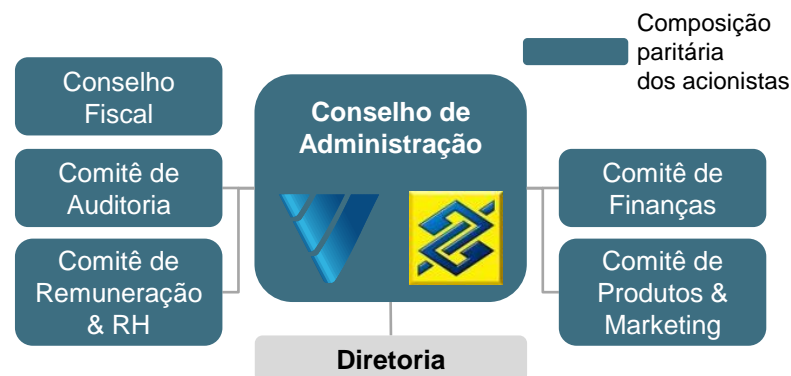 Composição
paritária
dos acionistas
Conselho
Fiscal
Conselho de
Administração
Comitê de
Auditoria
Comitê de
Finanças
Comitê de
Remuneração
& RH
Comitê de
Produtos &
Marketing
Diretoria